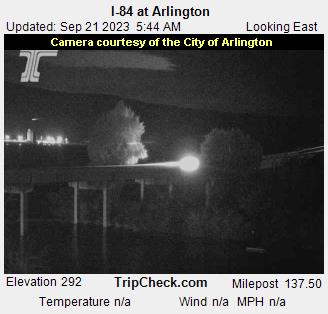 I-84 at Arlington
Updated: Sep 21 2023 5:44 AM Looking East
Camera courtesy of the City of Arlington
Elevation 292 TripCheck.com Milepost 137.50
Temperature n/a Wind n/a MPH n/a